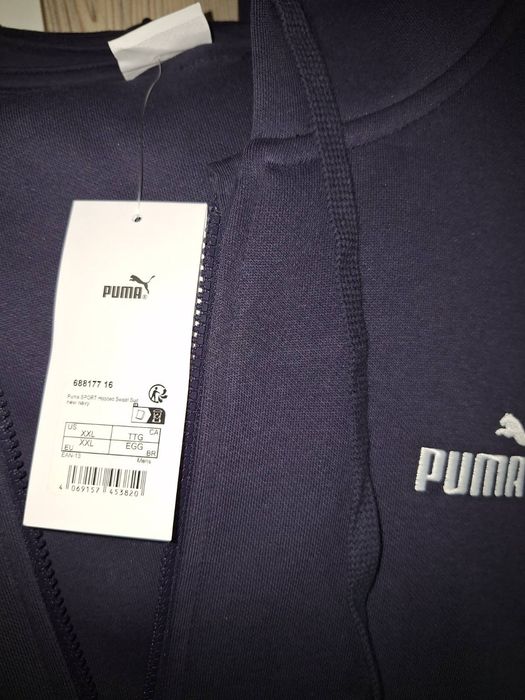 PUMA®
688177 16
Puma SPORT Hooded Sweat Suit
new navy
US XXL TTG CA
EU XXL EGG BR
EAN-13 Mens
4 069157 453820
PUMA